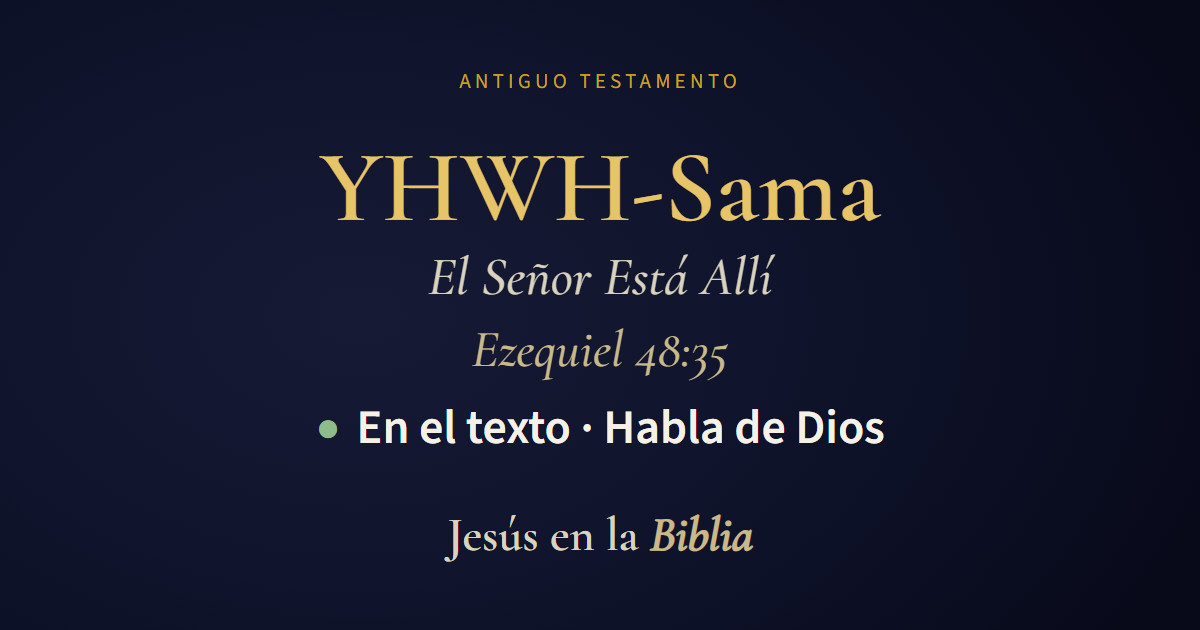 ANTIGUO TESTAMENTO
YHWH-Sama
El Señor Está Allí
Ezequiel 48:35
En el texto · Habla de Dios
Jesús en la Biblia